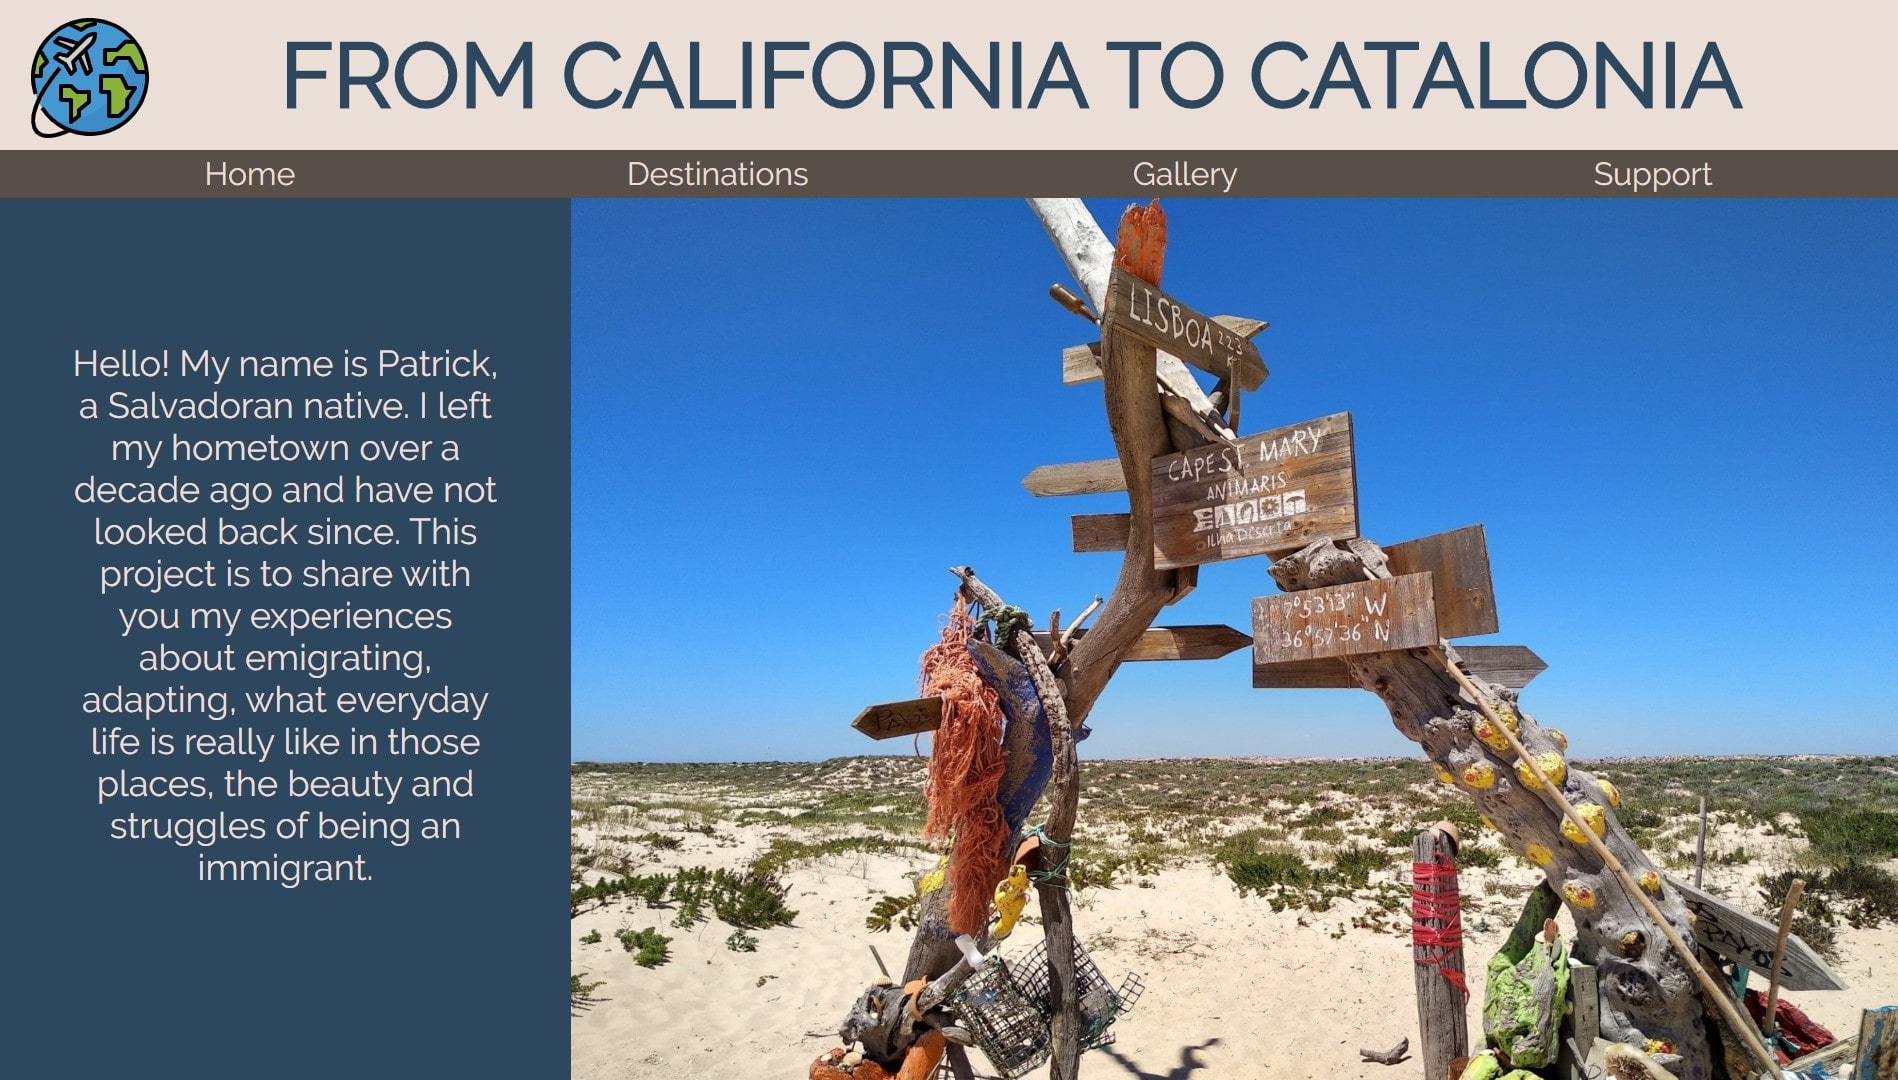 FROM CALIFORNIA TO CATALONIA
Home Destinations Gallery Support
Hello! My name is Patrick,
a Salvadoran native. I left
my hometown over a
decade ago and have not
looked back since. This
project is to share with
you my experiences
about emigrating,
adapting, what everyday
life is really like in those
places, the beauty and
struggles of being an
immigrant.
LISBOA 223
CAPE ST. MARY
ANIMARIS
Ilha Deserta
7°53'13" W
36°57'36" N